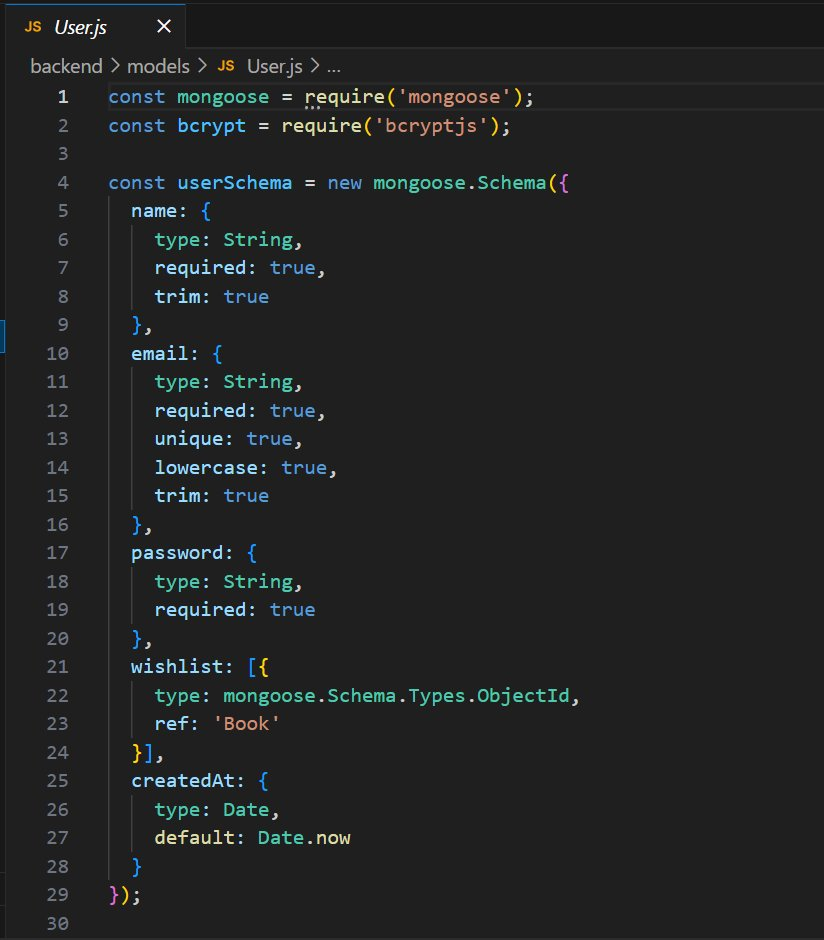 JS User.js ×
backend > models > JS User.js > ...
1 const mongoose = require('mongoose');
2 const bcrypt = require('bcryptjs');
3
4 const userSchema = new mongoose.Schema({
5   name: {
6     type: String,
7     required: true,
8     trim: true
9   },
10   email: {
11     type: String,
12     required: true,
13     unique: true,
14     lowercase: true,
15     trim: true
16   },
17   password: {
18     type: String,
19     required: true
20   },
21   wishlist: [{
22     type: mongoose.Schema.Types.ObjectId,
23     ref: 'Book'
24   }],
25   createdAt: {
26     type: Date,
27     default: Date.now
28   }
29 });
30